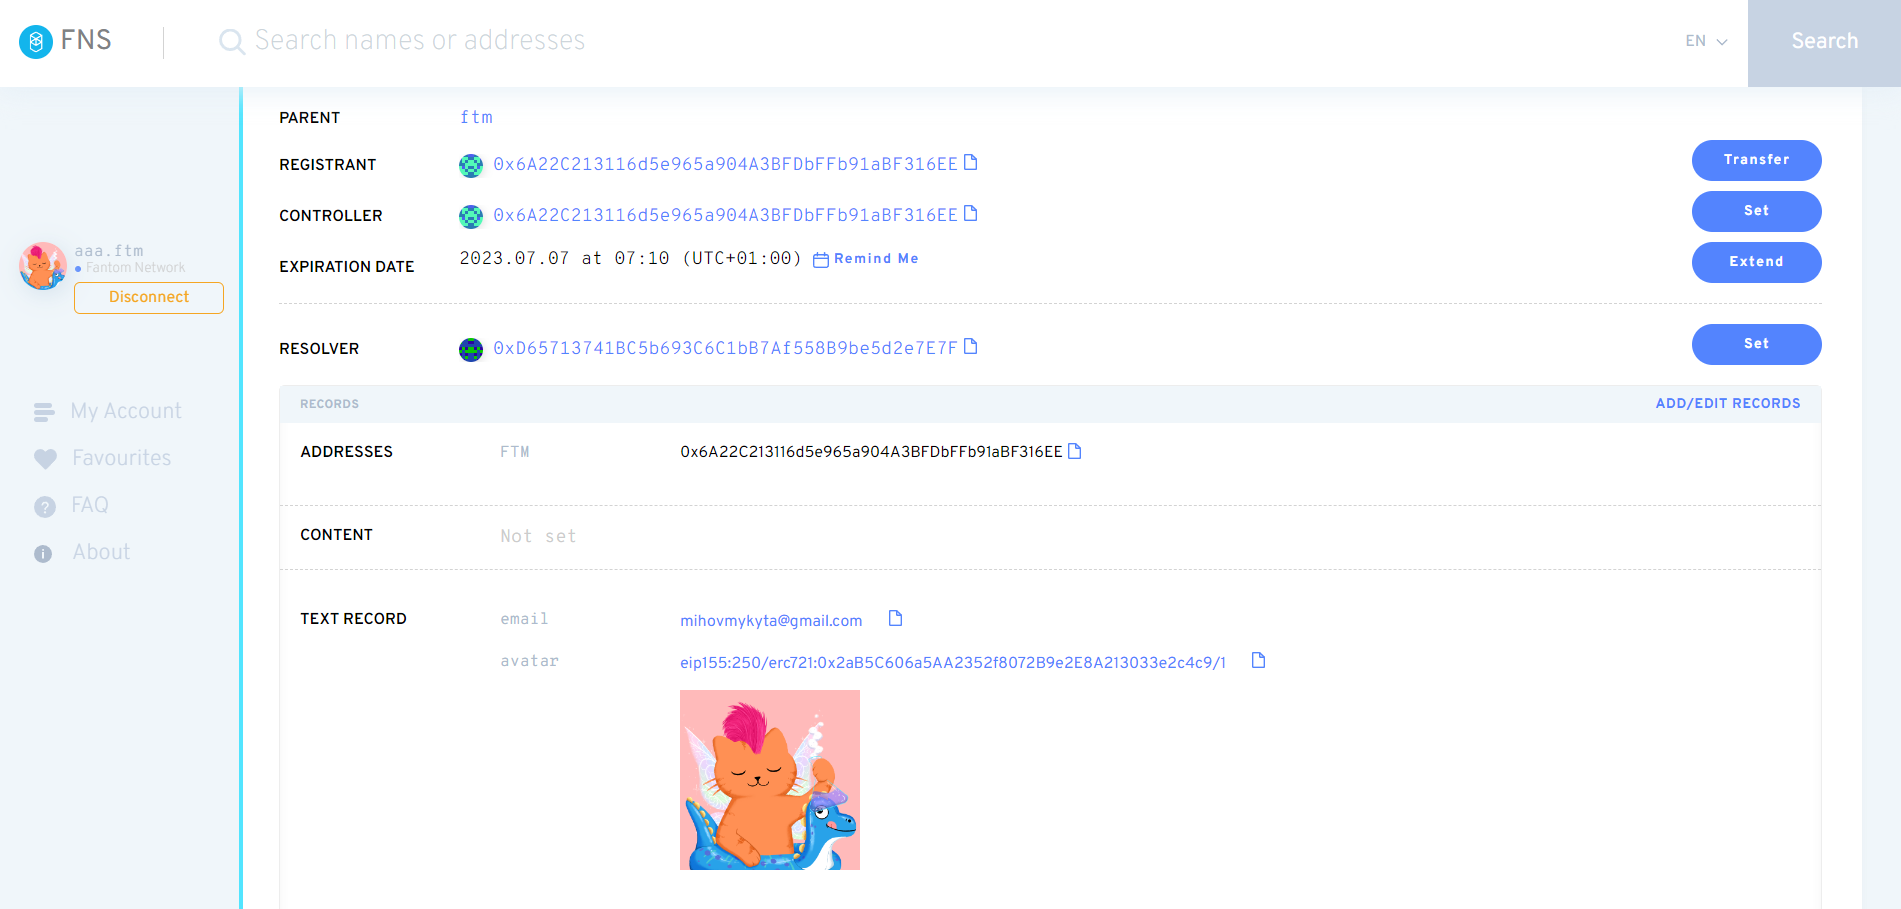 FNS
Search names or addresses
EN
Search
aaa.ftm
Fantom Network
Disconnect
My Account
Favourites
FAQ
About
PARENT ftm
REGISTRANT 0x6A22C213116d5e965a904A3BFDbFFb91aBF316EE Transfer
CONTROLLER 0x6A22C213116d5e965a904A3BFDbFFb91aBF316EE Set
EXPIRATION DATE 2023.07.07 at 07:10 (UTC+01:00) Remind Me Extend
RESOLVER 0xD65713741BC5b693C6C1bB7Af558B9be5d2e7E7F Set
RECORDS ADD/EDIT RECORDS
ADDRESSES FTM 0x6A22C213116d5e965a904A3BFDbFFb91aBF316EE
CONTENT Not set
TEXT RECORD email mihovmykyta@gmail.com
avatar eip155:250/erc721:0x2aB5C606a5AA2352f8072B9e2E8A213033e2c4c9/1